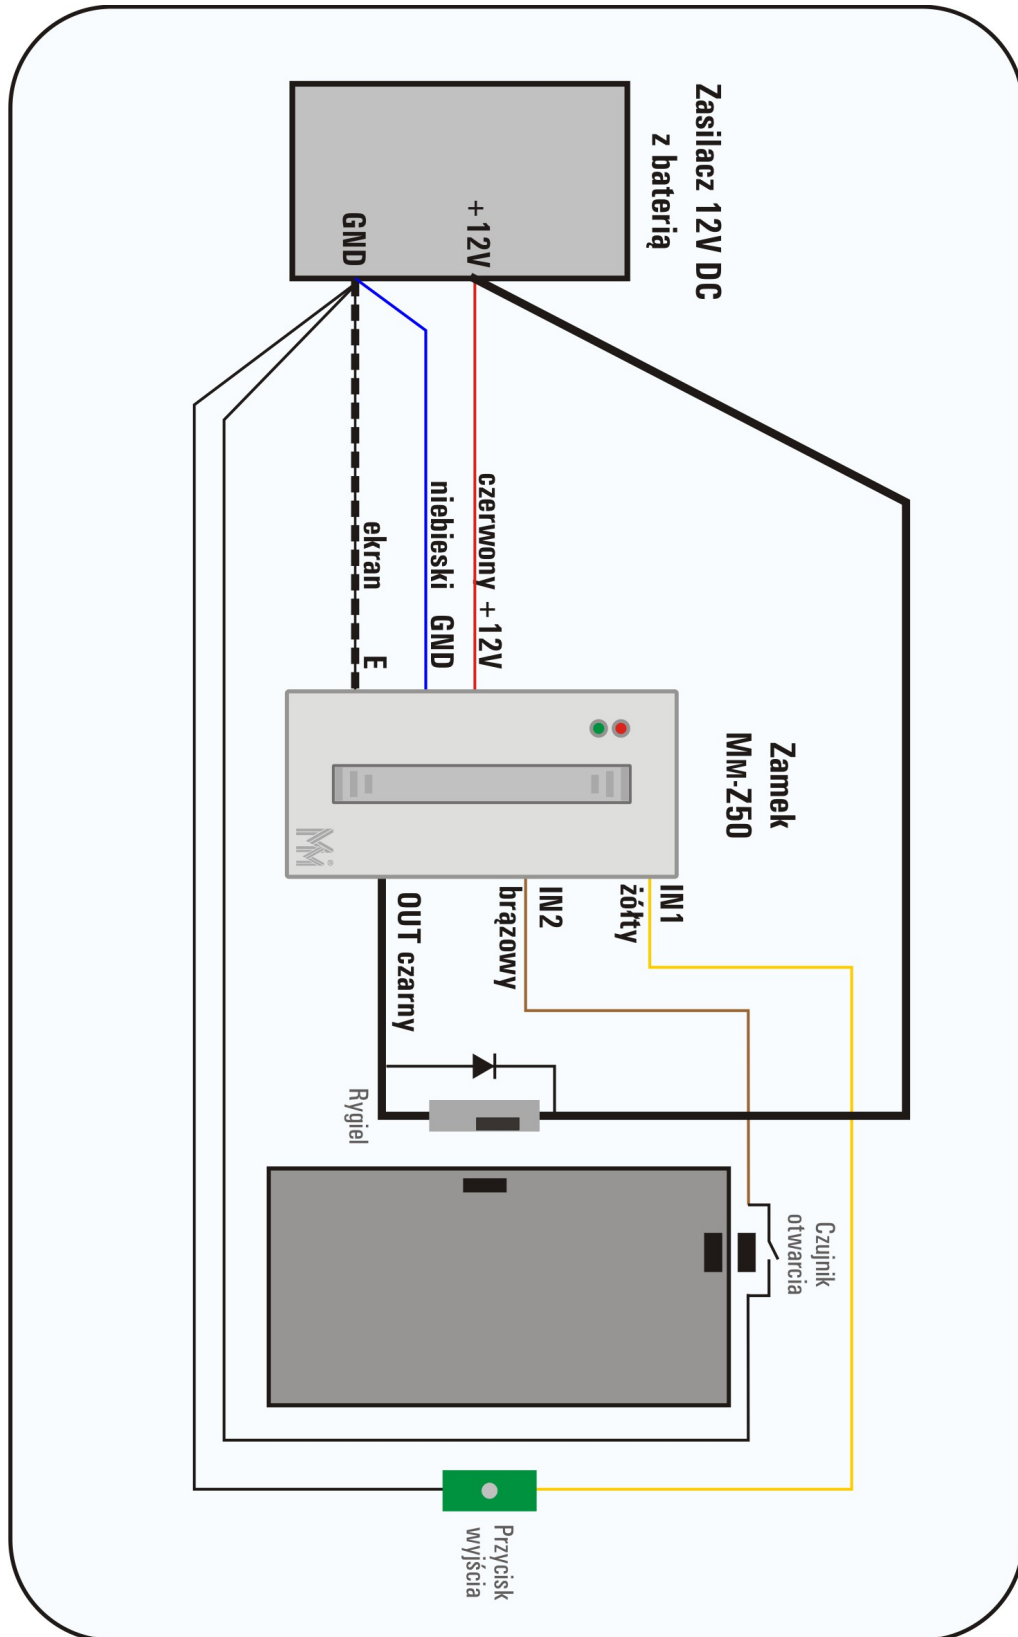 Zasilacz 12V DC
z baterią
+12V
GND
czerwony +12V
niebieski GND
ekran E
Zamek
MM-Z50
IN1
żółty
IN2
brązowy
OUT czarny
Rygiel
Czujnik
otwarcia
Przycisk
wyjścia